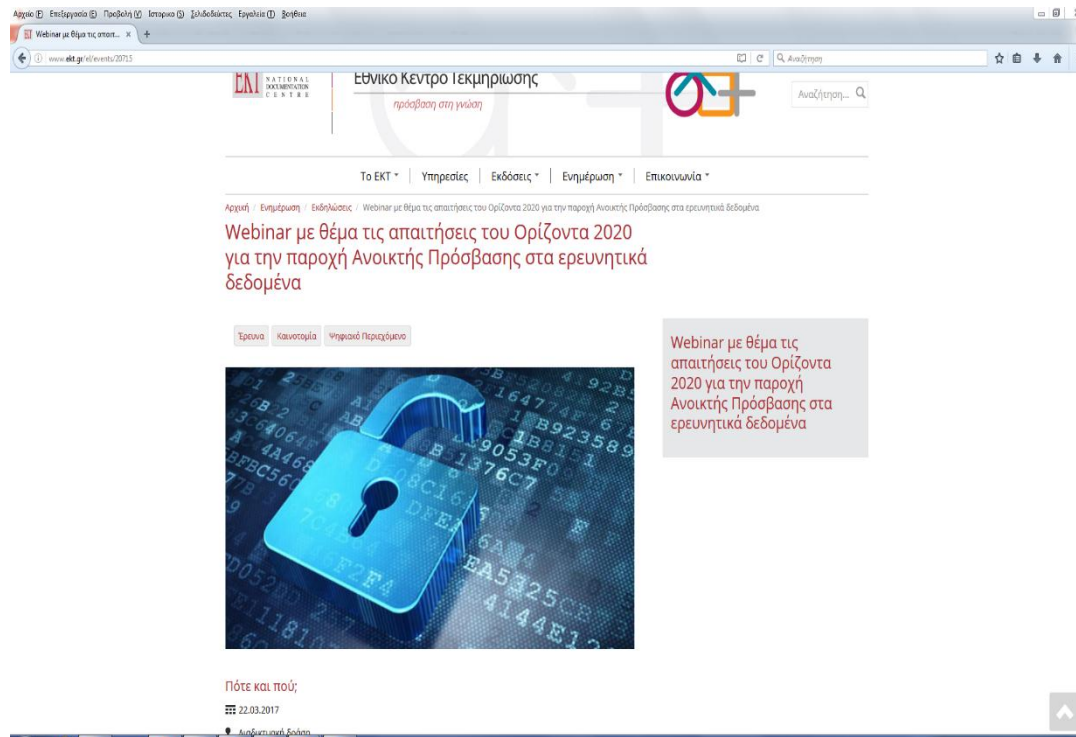 Αρχείο (Ε) Επεξεργασία (Ε) Προβολή (V) Ιστορικό (S) Σελιδοδείκτες Εργαλεία (Τ) Βοήθεια
Webinar με θέμα τις απαιτ... × +
www.ekt.gr/el/events/20715
Αναζήτηση
EKT NATIONAL DOCUMENTATION CENTRE
Εθνικό Κέντρο Τεκμηρίωσης
πρόσβαση στη γνώση
Αναζήτηση...
Το ΕΚΤ Υπηρεσίες Εκδόσεις Ενημέρωση Επικοινωνία
Αρχική / Ενημέρωση / Εκδηλώσεις / Webinar με θέμα τις απαιτήσεις του Ορίζοντα 2020 για την παροχή Ανοικτής Πρόσβασης στα ερευνητικά δεδομένα
Webinar με θέμα τις απαιτήσεις του Ορίζοντα 2020
για την παροχή Ανοικτής Πρόσβασης στα ερευνητικά
δεδομένα
Έρευνα Καινοτομία Ψηφιακό Περιεχόμενο
Webinar με θέμα τις
απαιτήσεις του Ορίζοντα
2020 για την παροχή
Ανοικτής Πρόσβασης στα
ερευνητικά δεδομένα
Πότε και πού;
22.03.2017
Διαδικτυακή δράση